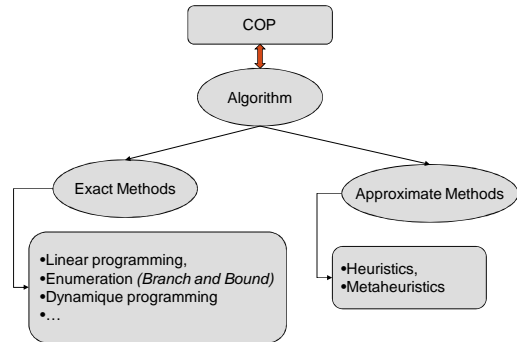 COP
Algorithm
Exact Methods
Approximate Methods
•Linear programming,
•Enumeration (Branch and Bound)
•Dynamique programming
•…
•Heuristics,
•Metaheuristics